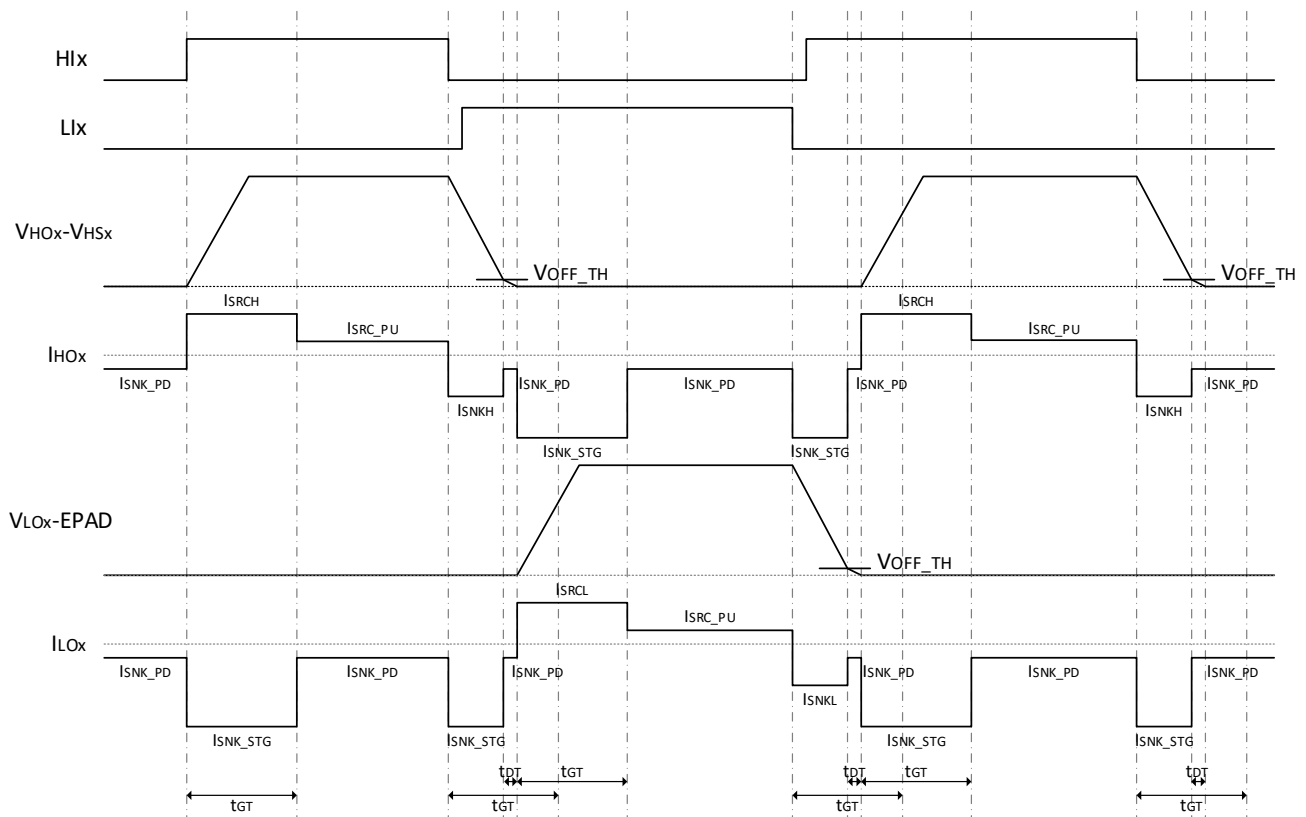 HIx
LIx
VHOx-VHSx
VOFF_TH
VOFF_TH
ISRCH
ISRCH
ISRC_PU
ISRC_PU
IHOx
ISNK_PD
ISNK_PD
ISNK_PD
ISNK_PD
ISNK_PD
ISNKH
ISNKH
ISNK_STG
ISNK_STG
VLOx-EPAD
VOFF_TH
ISRCL
ISRC_PU
ILOx
ISNK_PD
ISNK_PD
ISNK_PD
ISNK_PD
ISNK_PD
ISNK_PD
ISNKL
ISNK_STG
ISNK_STG
ISNK_STG
ISNK_STG
tDT
tGT
tDT
tGT
tDT
tGT
tGT
tGT
tGT